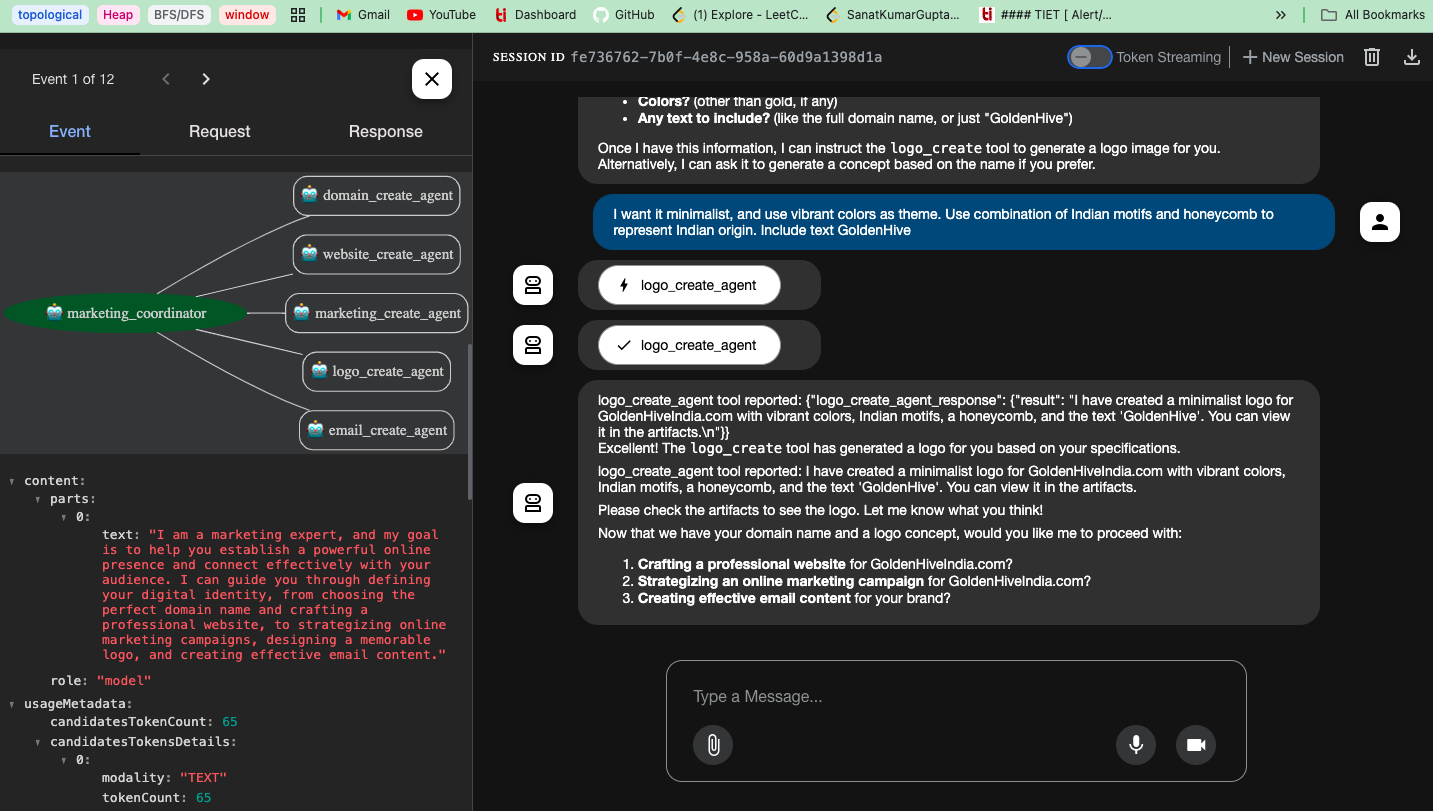 topological
Heap
BFS/DFS
window
Gmail
YouTube
Dashboard
GitHub
(1) Explore - LeetC...
SanatKumarGupta...
#### TIET [ Alert/...
»
All Bookmarks
Event 1 of 12
Event
Request
Response
domain_create_agent
website_create_agent
marketing_coordinator
marketing_create_agent
logo_create_agent
email_create_agent
content:
parts:
0:
text: "I am a marketing expert, and my goal
is to help you establish a powerful online
presence and connect effectively with your
audience. I can guide you through defining
your digital identity, from choosing the
perfect domain name and crafting a
professional website, to strategizing online
marketing campaigns, designing a memorable
logo, and creating effective email content."
role: "model"
usageMetadata:
candidatesTokenCount: 65
candidatesTokensDetails:
0:
modality: "TEXT"
tokenCount: 65
SESSION ID fe736762-7b0f-4e8c-958a-60d9a1398d1a
Token Streaming
New Session
• Colors? (other than gold, if any)
• Any text to include? (like the full domain name, or just "GoldenHive")
Once I have this information, I can instruct the logo_create tool to generate a logo image for you.
Alternatively, I can ask it to generate a concept based on the name if you prefer.
I want it minimalist, and use vibrant colors as theme. Use combination of Indian motifs and honeycomb to
represent Indian origin. Include text GoldenHive
logo_create_agent
logo_create_agent
logo_create_agent tool reported: {"logo_create_agent_response": {"result": "I have created a minimalist logo for
GoldenHiveIndia.com with vibrant colors, Indian motifs, a honeycomb, and the text 'GoldenHive'. You can view
it in the artifacts.\n"}}
Excellent! The logo_create tool has generated a logo for you based on your specifications.
logo_create_agent tool reported: I have created a minimalist logo for GoldenHiveIndia.com with vibrant colors,
Indian motifs, a honeycomb, and the text 'GoldenHive'. You can view it in the artifacts.
Please check the artifacts to see the logo. Let me know what you think!
Now that we have your domain name and a logo concept, would you like me to proceed with:
1. Crafting a professional website for GoldenHiveIndia.com?
2. Strategizing an online marketing campaign for GoldenHiveIndia.com?
3. Creating effective email content for your brand?
Type a Message...